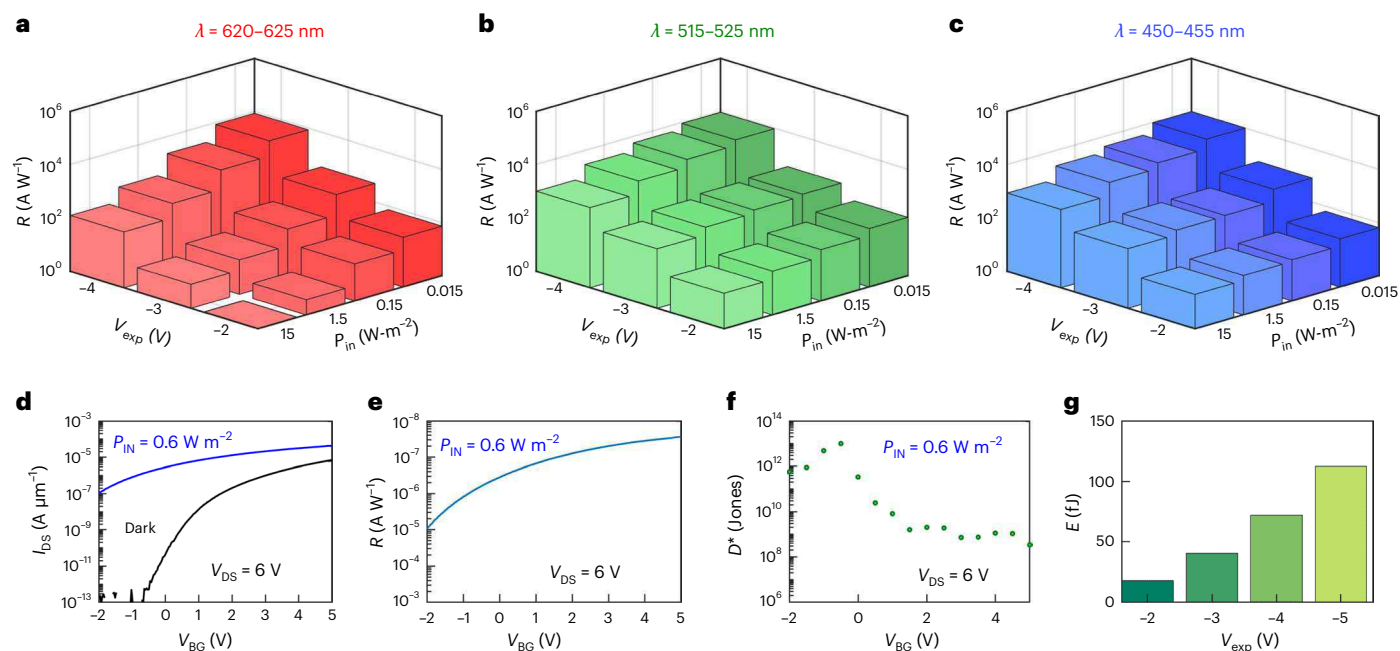 a
λ = 620–625 nm
10⁶
10⁴
10²
10⁰
R (A W⁻¹)
−4
−3
−2
V_exp (V)
15
1.5
0.15
0.015
P_in (W-m⁻²)
b
λ = 515–525 nm
10⁶
10⁴
10²
10⁰
R (A W⁻¹)
−4
−3
−2
V_exp (V)
15
1.5
0.15
0.015
P_in (W-m⁻²)
c
λ = 450–455 nm
10⁶
10⁴
10²
10⁰
R (A W⁻¹)
−4
−3
−2
V_exp (V)
15
1.5
0.15
0.015
P_in (W-m⁻²)
d
10⁻³
10⁻⁵
10⁻⁷
10⁻⁹
10⁻¹¹
10⁻¹³
I_DS (A μm⁻¹)
P_IN = 0.6 W m⁻²
Dark
V_DS = 6 V
−2 −1 0 1 2 3 4 5
V_BG (V)
e
10⁻⁸
10⁻⁷
10⁻⁶
10⁻⁵
10⁻⁴
10⁻³
R (A W⁻¹)
P_IN = 0.6 W m⁻²
V_DS = 6 V
−2 −1 0 1 2 3 4 5
V_BG (V)
f
10¹⁴
10¹²
10¹⁰
10⁸
10⁶
D* (Jones)
P_IN = 0.6 W m⁻²
V_DS = 6 V
−2 0 2 4
V_BG (V)
g
150
100
50
0
E (fJ)
−2 −3 −4 −5
V_exp (V)